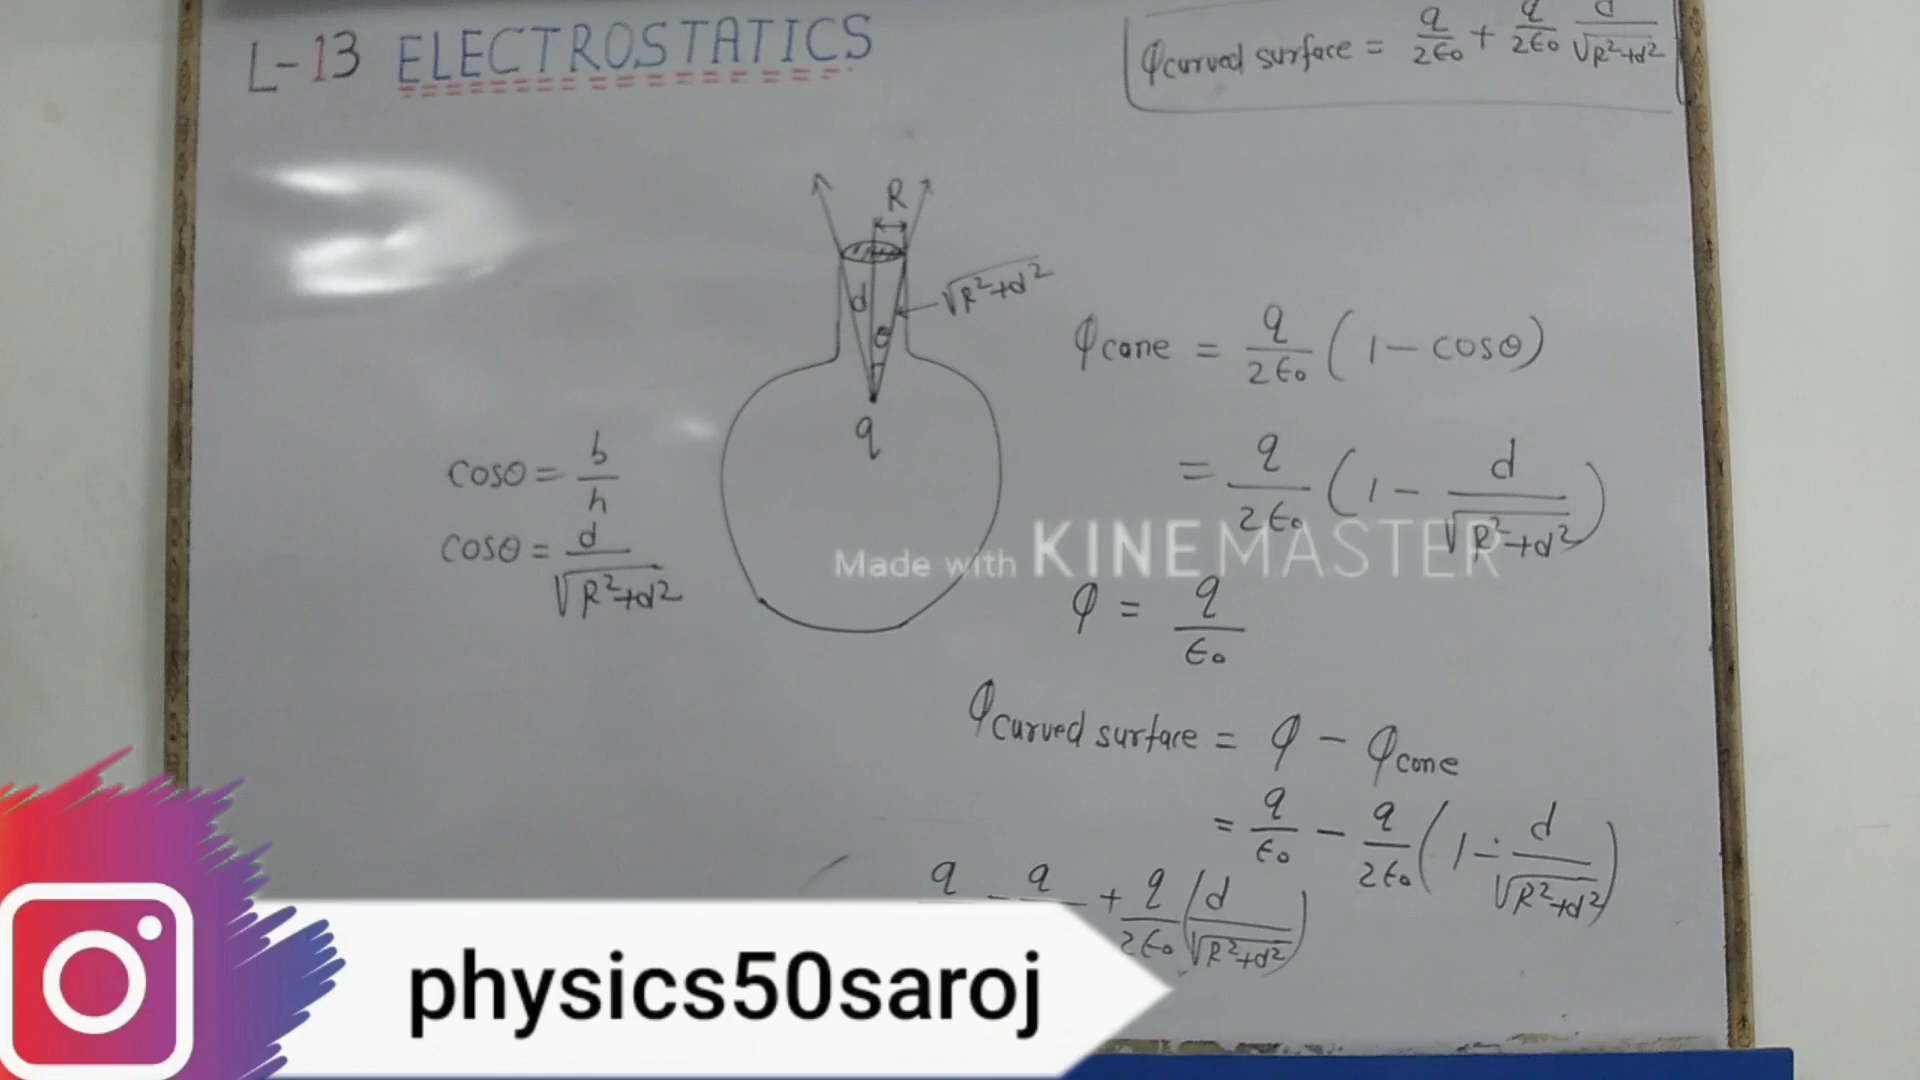 L-13 ELECTROSTATICS
φcurved surface = q/2ϵ₀ + q/2ϵ₀ d/√R²+d²
R
d
√R²+d²
θ
q
φcone = q/2ϵ₀ (1 - cosθ)
= q/2ϵ₀ (1 - d/√R²+d²)
cosθ = b/h
cosθ = d/√R²+d²
Made with KINEMASTER
φ = q/ϵ₀
φcurved surface = φ - φcone
= q/ϵ₀ - q/2ϵ₀ (1 - d/√R²+d²)
q - q + q/2ϵ₀ (d/√R²+d²)
physics50saroj